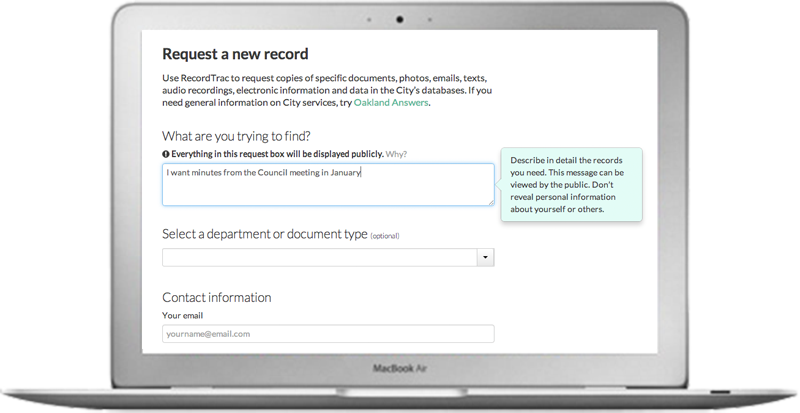 Request a new record
Use RecordTrac to request copies of specific documents, photos, emails, texts,
audio recordings, electronic information and data in the City's databases. If you
need general information on City services, try Oakland Answers.
What are you trying to find?
Everything in this request box will be displayed publicly. Why?
I want minutes from the Council meeting in January
Describe in detail the records
you need. This message can be
viewed by the public. Don't
reveal personal information
about yourself or others.
Select a department or document type (optional)
Contact information
Your email
yourname@email.com
MacBook Air